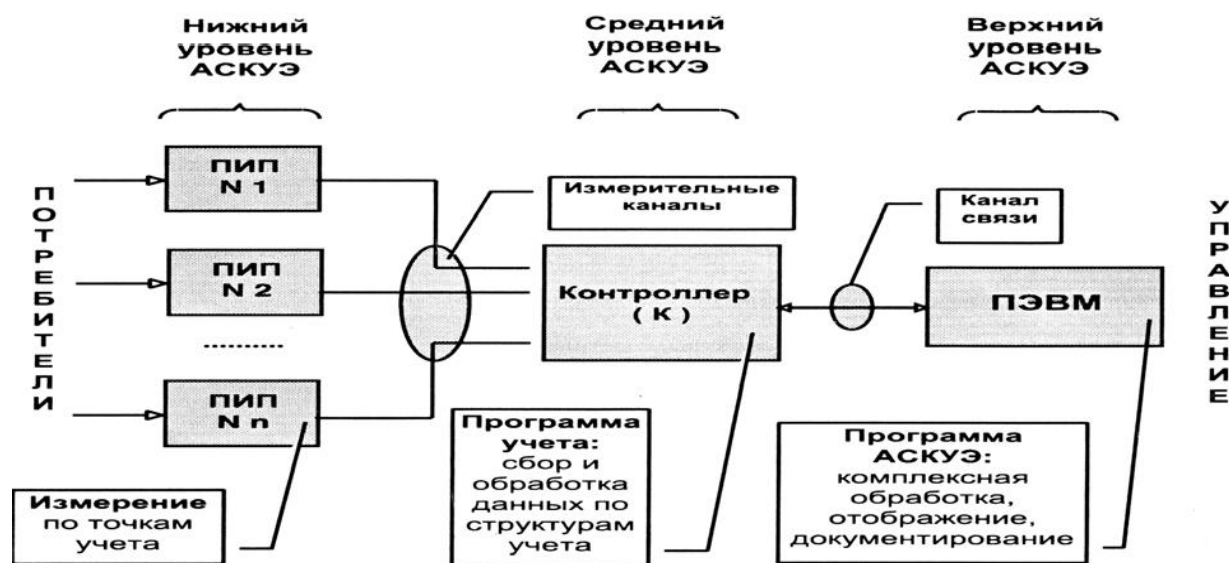 Нижний
уровень
АСКУЭ
Средний
уровень
АСКУЭ
Верхний
уровень
АСКУЭ
ПОТРЕБИТЕЛИ
ПИП
N 1
ПИП
N 2
..........
ПИП
N n
Измерительные
каналы
Контроллер
( К )
Канал
связи
ПЭВМ
УПРАВЛЕНИЕ
Измерение
по точкам
учета
Программа
учета:
сбор и
обработка
данных по
структурам
учета
Программа
АСКУЭ:
комплексная
обработка,
отображение,
документирование